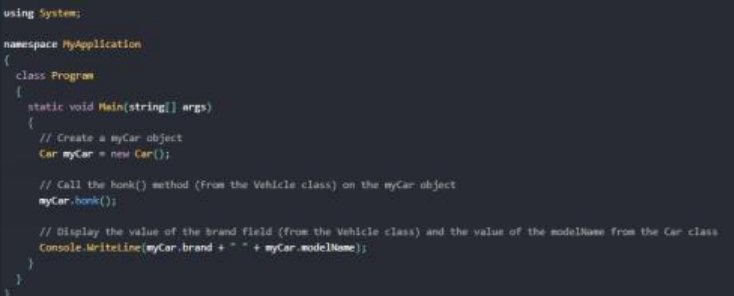 using System;
namespace MyApplication
{
class Program
{
static void Main(string[] args)
{
// Create a myCar object
Car myCar = new Car();
// Call the honk() method (From the Vehicle class) on the myCar object
myCar.honk();
// Display the value of the brand field (from the Vehicle class) and the value of the modelName from the Car class
Console.WriteLine(myCar.brand + " " + myCar.modelName);
}
}
}